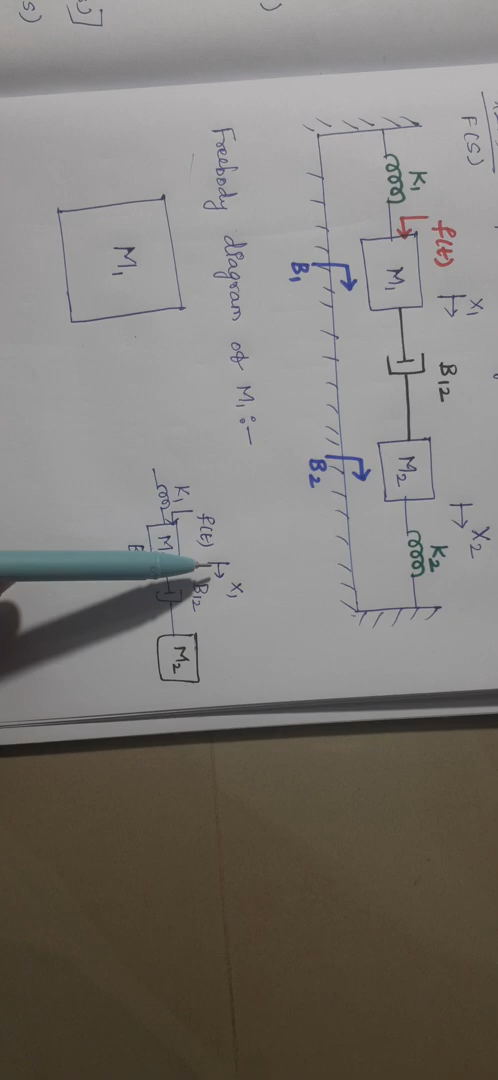 F(S)
f(t)
X1
X2
K1
M1
B12
M2
K2
B1
B2
Freebody diagram of M1 :-
M1
f(t)
X1
K1
M
B12
M2